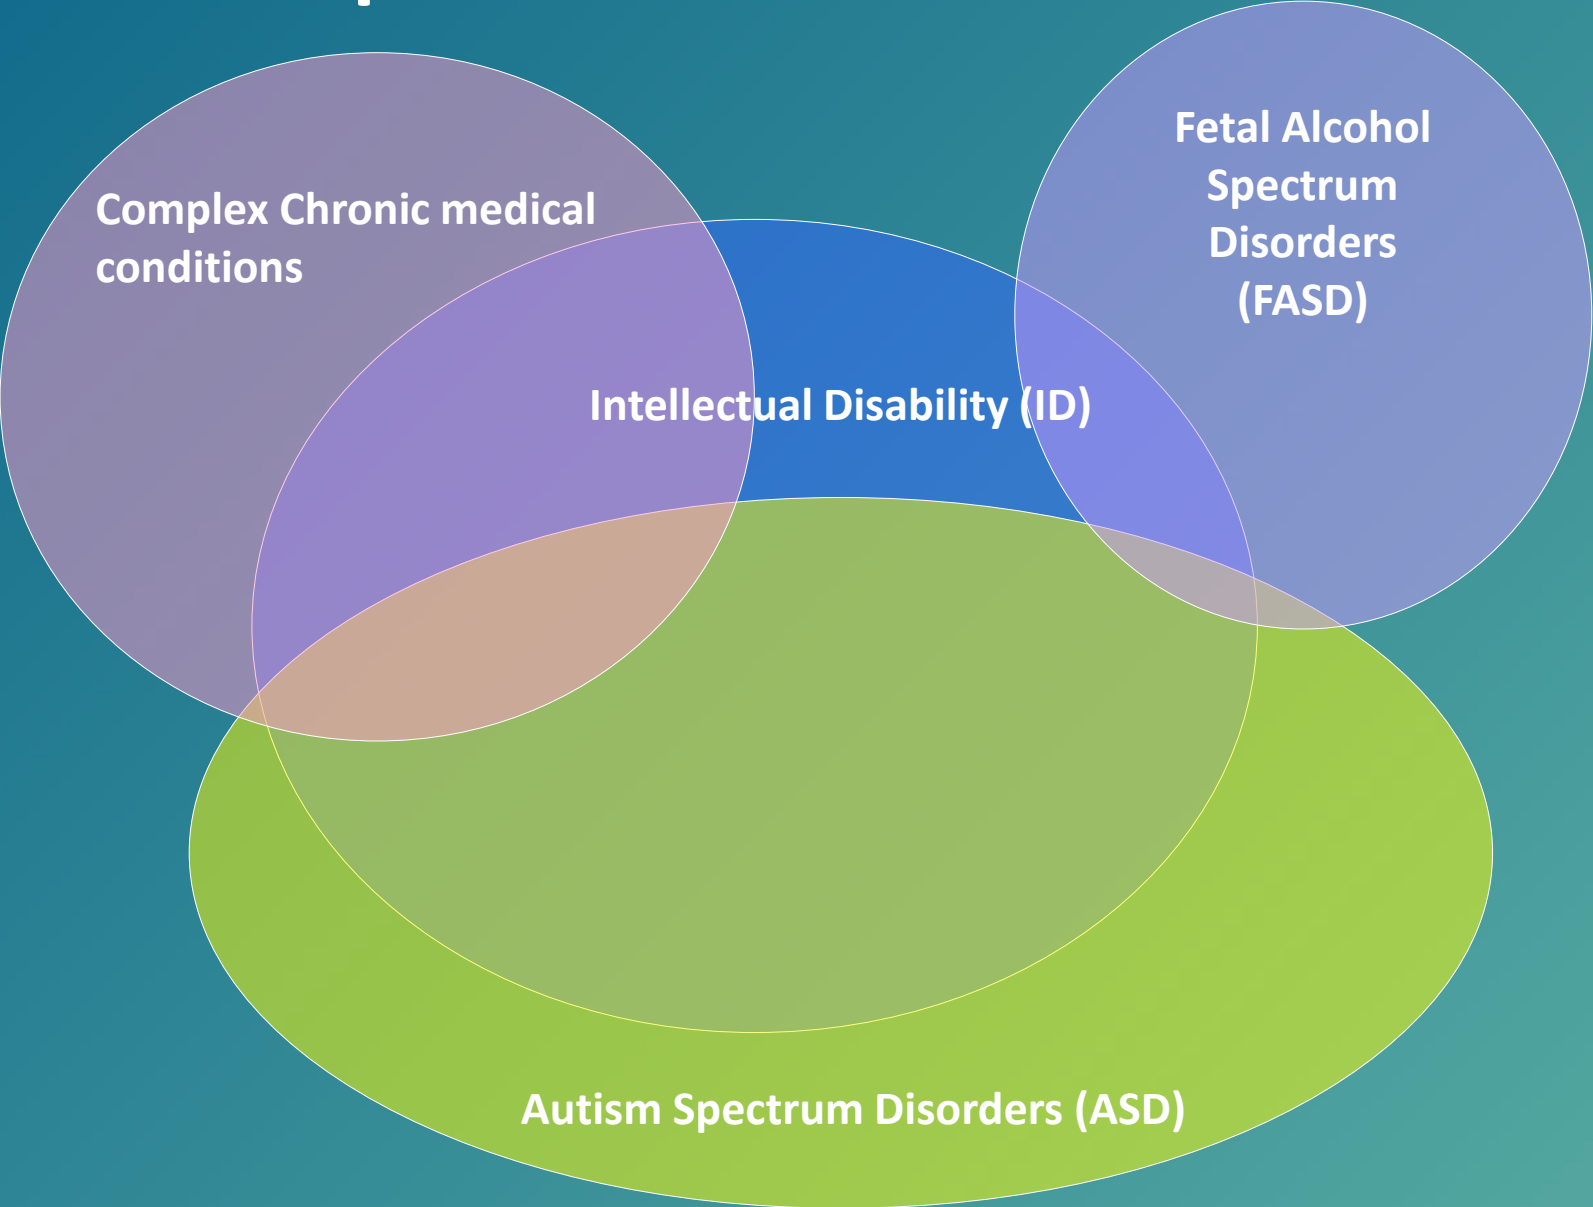 Fetal Alcohol
Spectrum
Disorders
(FASD)
Complex Chronic medical
conditions
Intellectual Disability (ID)
Autism Spectrum Disorders (ASD)